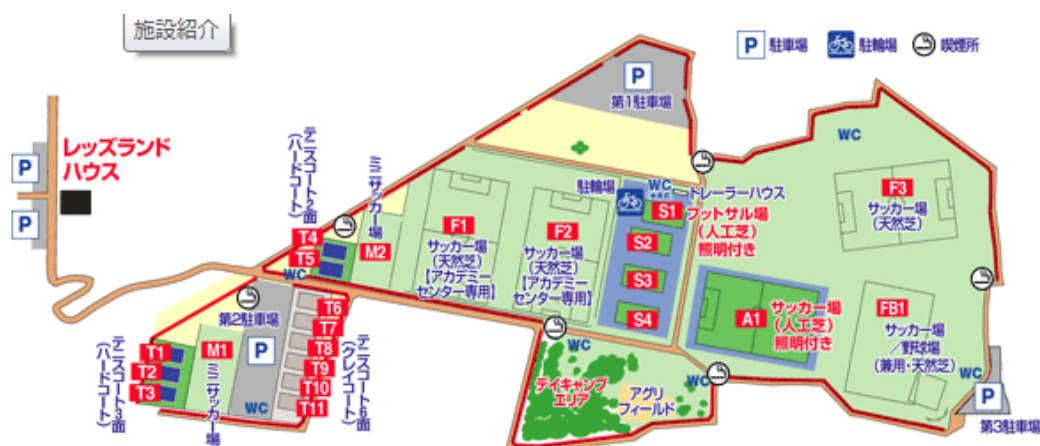 施設紹介
P 駐車場
駐輪場
喫煙所
P
第1駐車場
レッズランド
ハウス
P
P
テニスコート2面
(ハードコート)
ミニサッカー場
T4
T5
M2
WC
F1
サッカー場
(天然芝)
【アカデミー
センター専用】
F2
サッカー場
(天然芝)
【アカデミー
センター専用】
駐輪場
WC
トレーラーハウス
S1
フットサル場
(人工芝)
照明付き
S2
S3
S4
WC
F3
サッカー場
(天然芝)
A1
サッカー場
(人工芝)
照明付き
FB1
サッカー場
/野球場
(兼用・天然芝)
WC
P
第3駐車場
第2駐車場
P
WC
T1
T2
T3
テニスコート3面
(ハードコート)
M1
ミニサッカー場
T6
T7
T8
T9
T10
T11
テニスコート6面
(クレイコート)
WC
デイキャンプ
エリア
アグリ
フィールド
WC